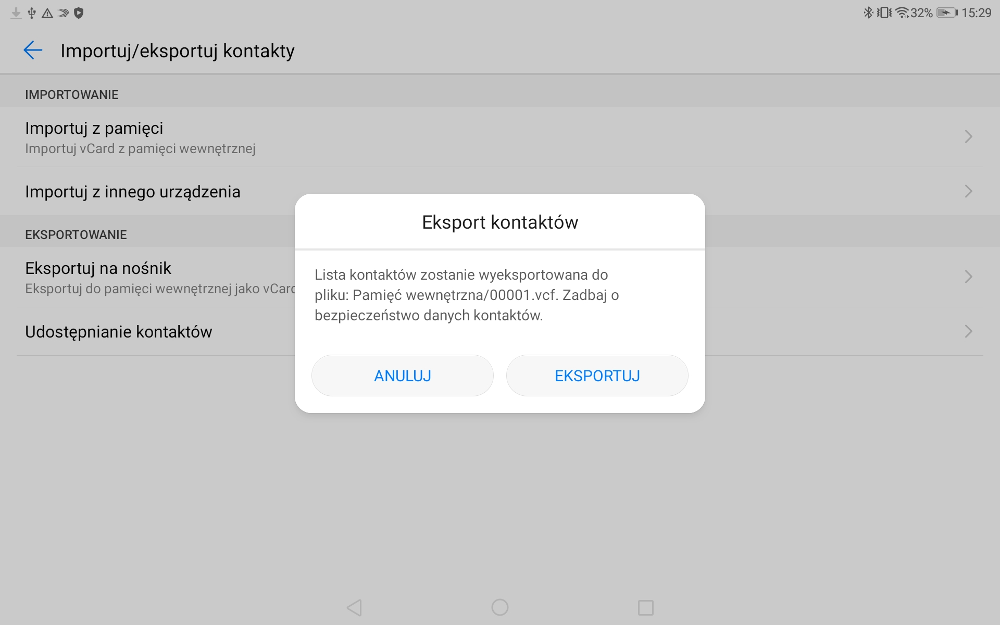 32% 15:29
Importuj/eksportuj kontakty
IMPORTOWANIE
Importuj z pamięci
Importuj vCard z pamięci wewnętrznej
Importuj z innego urządzenia
EKSPORTOWANIE
Eksportuj na nośnik
Eksportuj do pamięci wewnętrznej jako vCard
Udostępnianie kontaktów
Eksport kontaktów
Lista kontaktów zostanie wyeksportowana do
pliku: Pamięć wewnętrzna/00001.vcf. Zadbaj o
bezpieczeństwo danych kontaktów.
ANULUJ
EKSPORTUJ